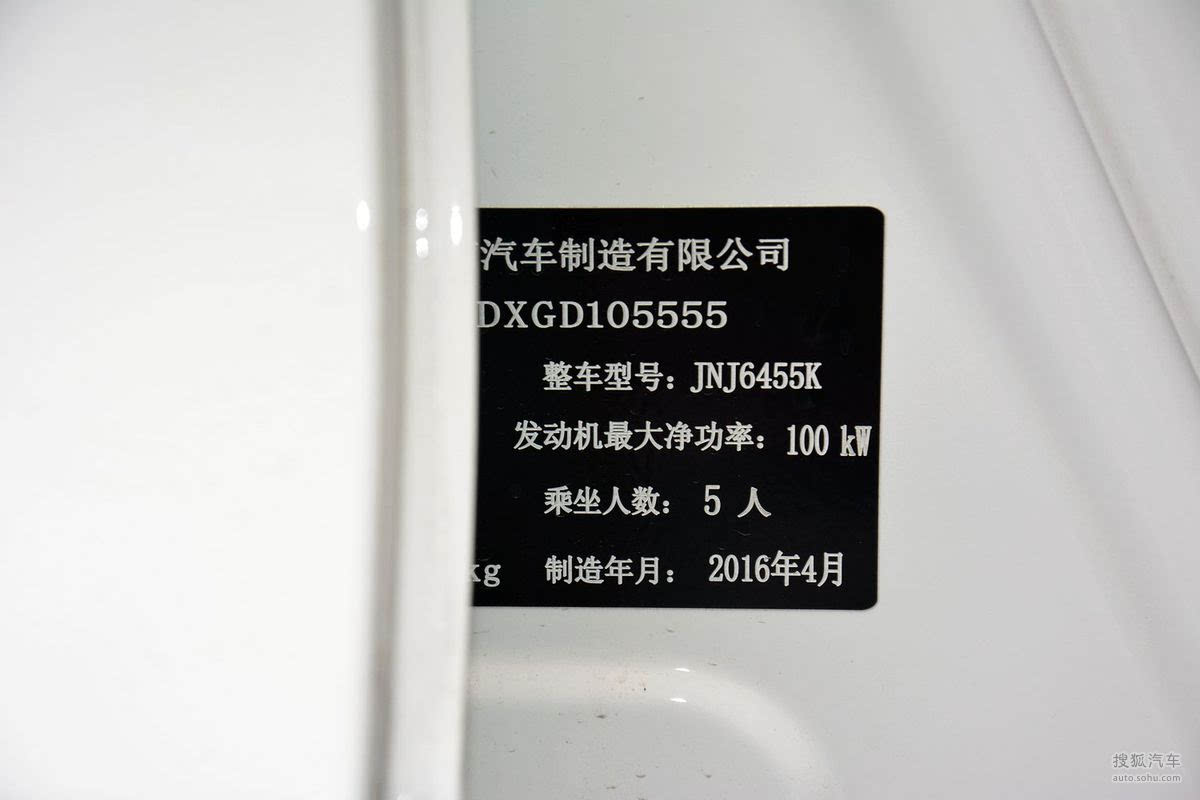 汽车制造有限公司
DXGD105555
整车型号：JNJ6455K
发动机最大净功率：100 kW
乘坐人数： 5 人
kg 制造年月： 2016年4月
搜狐汽车
auto.sohu.com